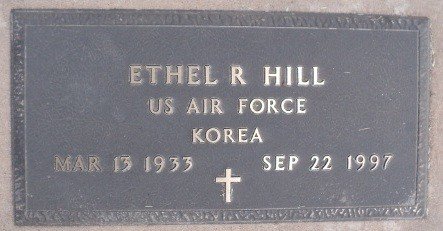 ETHEL R HILL
US AIR FORCE
KOREA
MAR 13 1933 SEP 22 1997